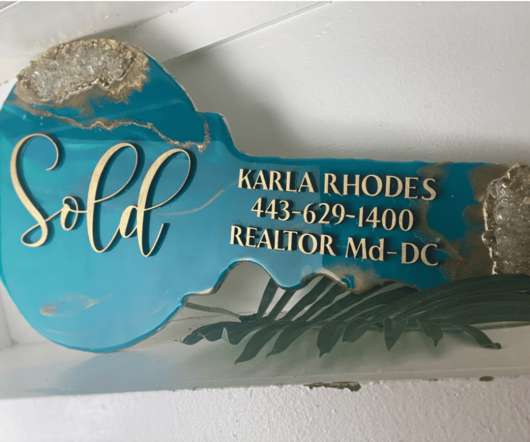 Sold
KARLA RHODES
443-629-1400
REALTOR Md-DC